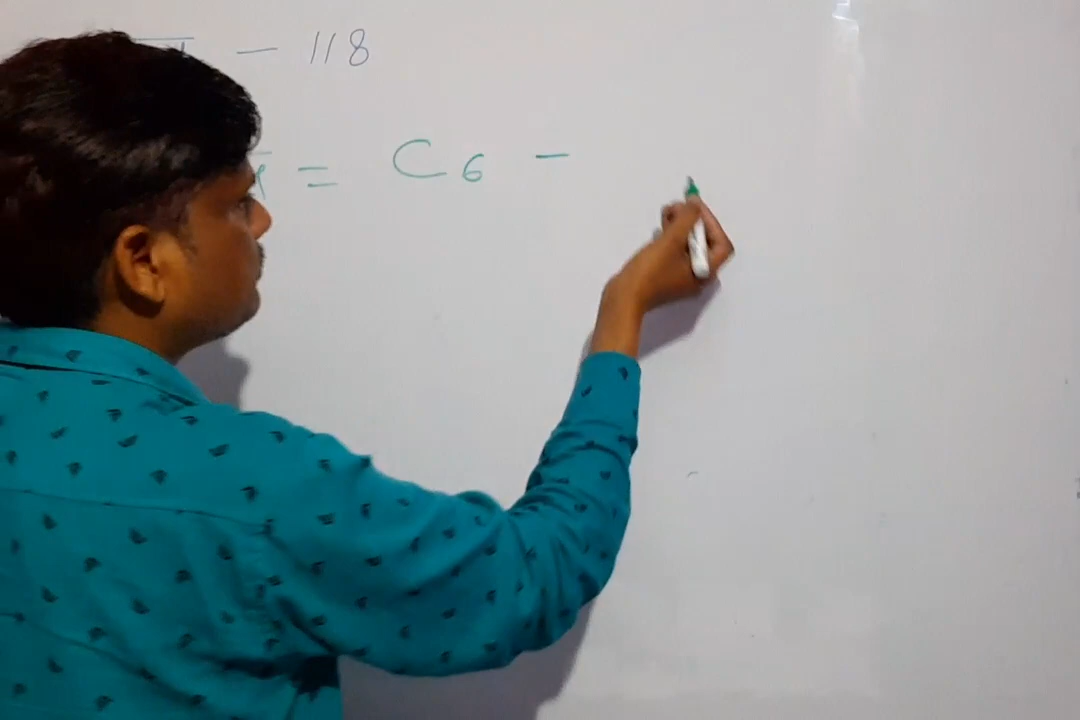 - 118
= C6 -